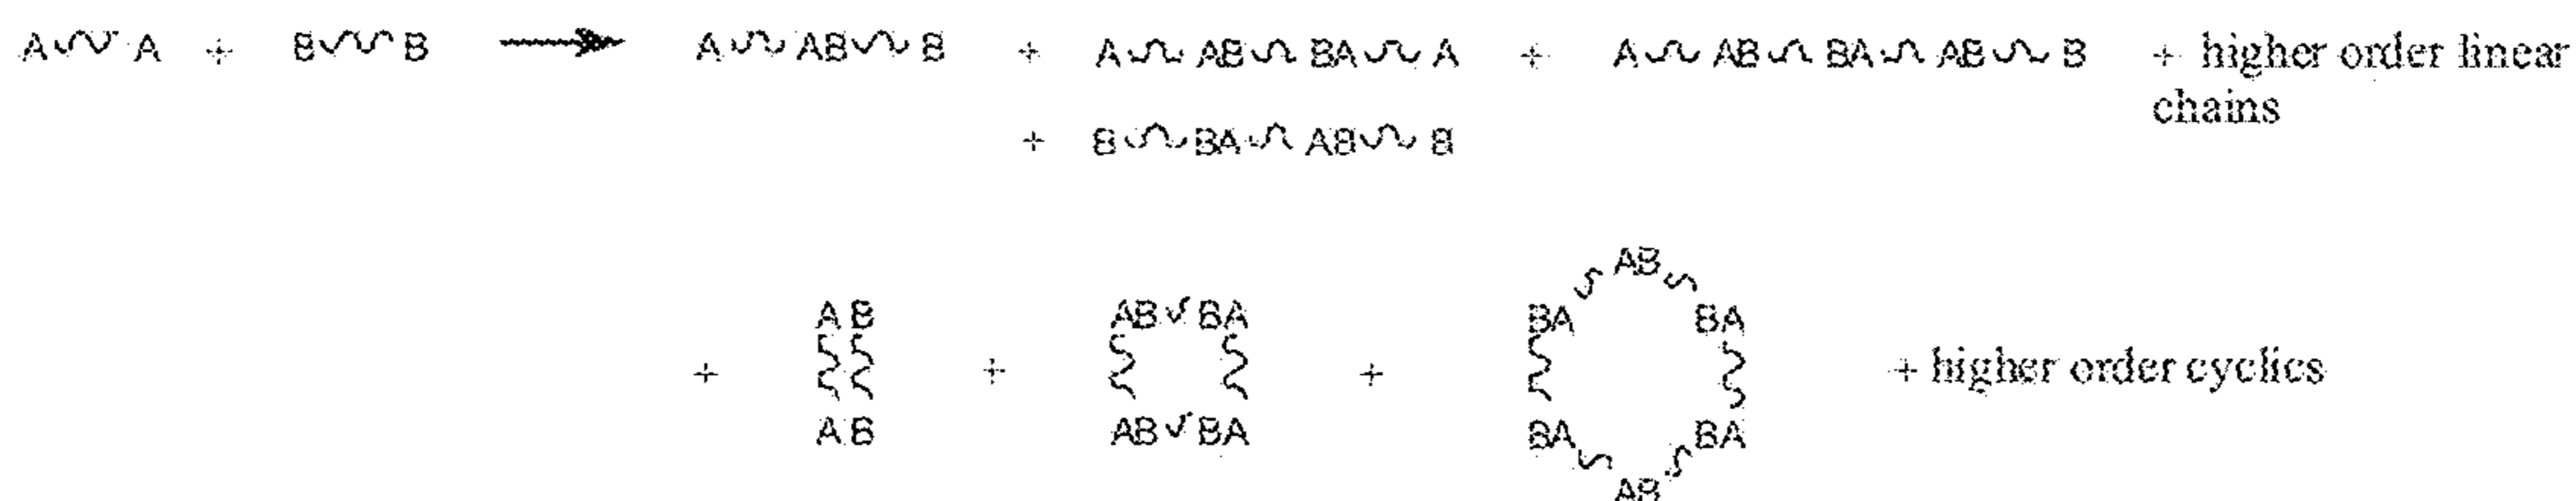 A A + B B A AB B + A AB BA A + A AB BA AB B + higher order linear
chains
+ B BA AB B
AB
AB AB BA BA BA
+ + + + higher order cyclics
AB AB BA BA BA
AB